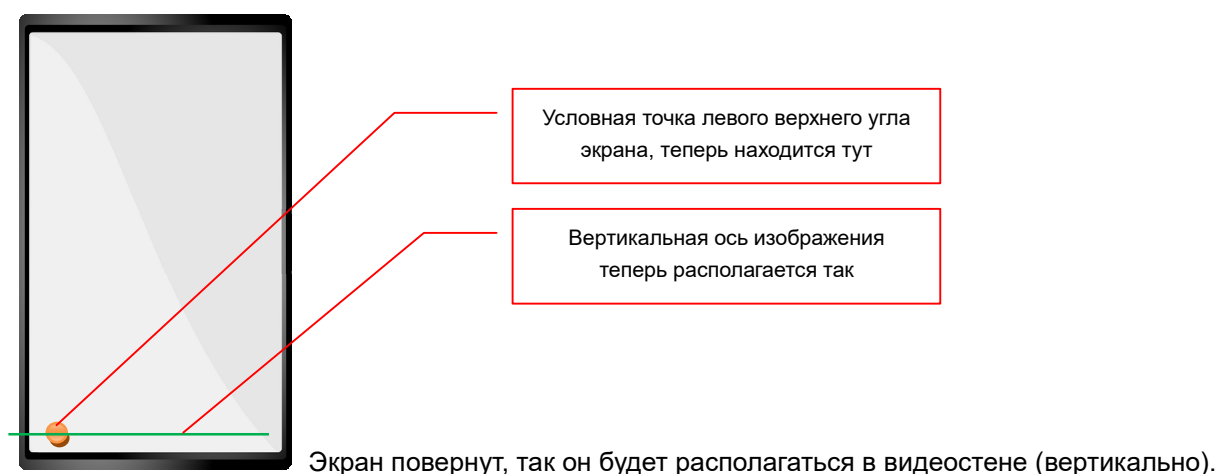 Условная точка левого верхнего угла
экрана, теперь находится тут
Вертикальная ось изображения
теперь располагается так
Экран повернут, так он будет располагаться в видеостене (вертикально).